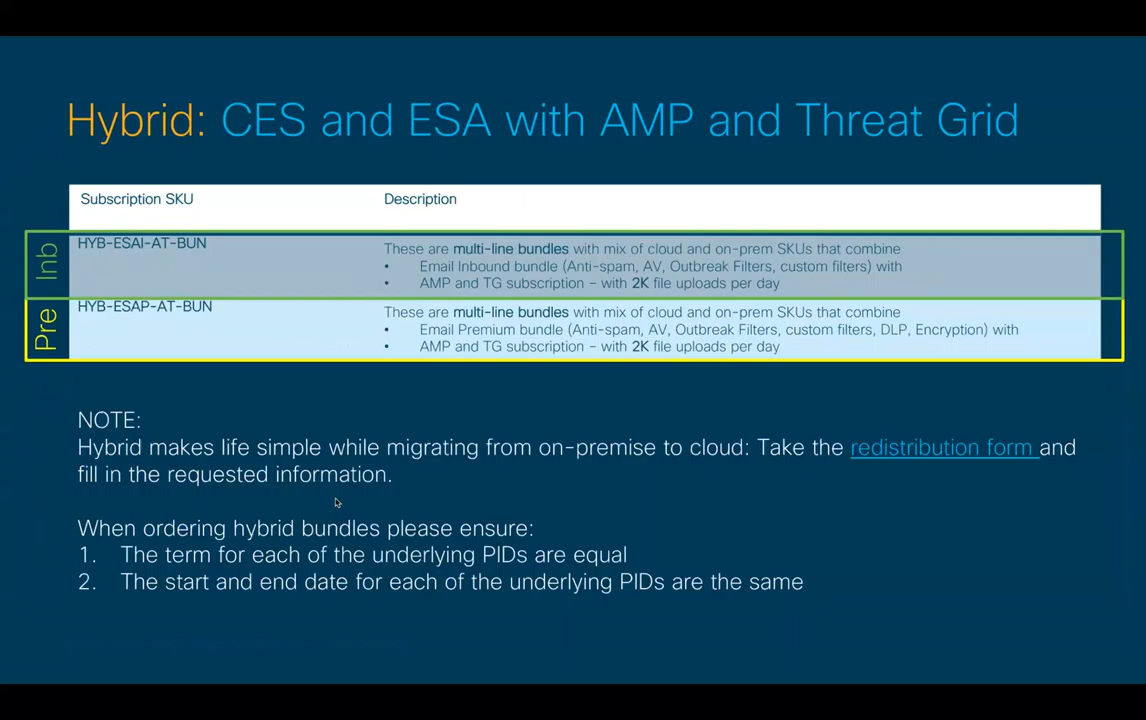 Hybrid: CES and ESA with AMP and Threat Grid
Subscription SKU Description
Inb
HYB-ESAI-AT-BUN
These are multi-line bundles with mix of cloud and on-prem SKUs that combine
• Email Inbound bundle (Anti-spam, AV, Outbreak Filters, custom filters) with
• AMP and TG subscription – with 2K file uploads per day
Pre
HYB-ESAP-AT-BUN
These are multi-line bundles with mix of cloud and on-prem SKUs that combine
• Email Premium bundle (Anti-spam, AV, Outbreak Filters, custom filters, DLP, Encryption) with
• AMP and TG subscription – with 2K file uploads per day
NOTE:
Hybrid makes life simple while migrating from on-premise to cloud: Take the redistribution form and
fill in the requested information.
When ordering hybrid bundles please ensure:
1. The term for each of the underlying PIDs are equal
2. The start and end date for each of the underlying PIDs are the same